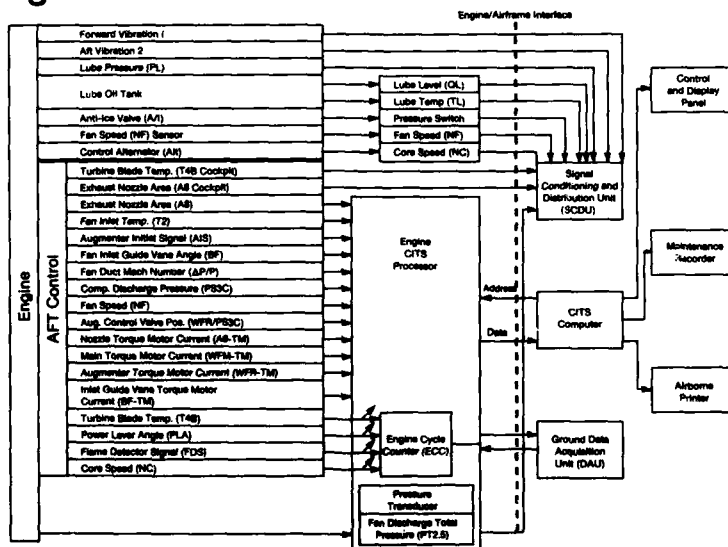 Engine/Airframe Interface
Engine
AFT Control
Forward Vibration /
Aft Vibration 2
Lube Pressure (PL)
Lube Oil Tank
Anti-Ice Valve (A/I)
Fan Speed (NF) Sensor
Control Alternator (Alt)
Turbine Blade Temp. (T4B Cockpit)
Exhaust Nozzle Area (A8 Cockpit)
Exhaust Nozzle Area (A8)
Fan Inlet Temp. (T2)
Augmenter Initial Signal (AIS)
Fan Inlet Guide Vane Angle (BF)
Fan Duct Mach Number (ΔP/P)
Comp. Discharge Pressure (PS3C)
Fan Speed (NF)
Aug. Control Valve Pos. (WFR/PS3C)
Nozzle Torque Motor Current (A8-TM)
Main Torque Motor Current (WFM-TM)
Augmenter Torque Motor Current (WFR-TM)
Inlet Guide Vane Torque Motor
Current (BF-TM)
Turbine Blade Temp. (T4B)
Power Lever Angle (PLA)
Flame Detector Signal (FDS)
Core Speed (NC)
Lube Level (QL)
Lube Temp (TL)
Pressure Switch
Fan Speed (NF)
Core Speed (NC)
Engine
CITS
Processor
Engine Cycle
Counter (ECC)
Pressure
Transducer
Fan Discharge Total
Pressure (PT2.5)
Address
Data
Signal
Conditioning and
Distribution Unit
(SCDU)
CITS
Computer
Ground Data
Acquisition
Unit (DAU)
Control
and Display
Panel
Maintenance
Recorder
Airborne
Printer